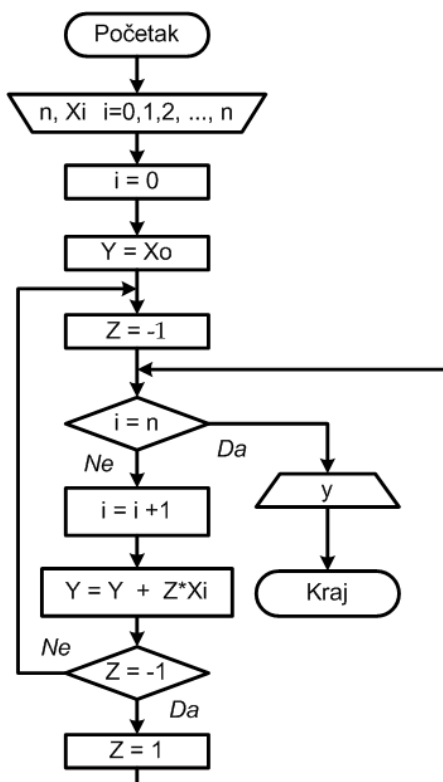 Početak
n, Xi i=0,1,2, ..., n
i = 0
Y = Xo
Z = -1
i = n
Ne
Da
i = i +1
y
Y = Y + Z*Xi
Kraj
Ne
Z = -1
Da
Z = 1